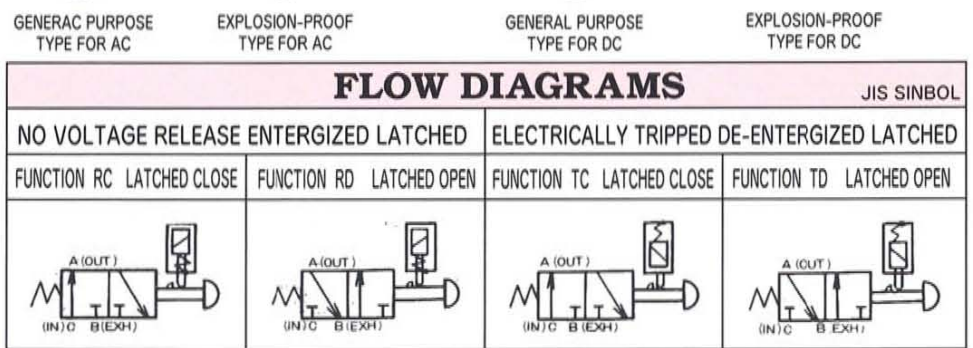 GENERAC PURPOSE TYPE FOR AC
EXPLOSION-PROOF TYPE FOR AC
GENERAL PURPOSE TYPE FOR DC
EXPLOSION-PROOF TYPE FOR DC
FLOW DIAGRAMS
JIS SINBOL
NO VOLTAGE RELEASE ENTERGIZED LATCHED
ELECTRICALLY TRIPPED DE-ENTERGIZED LATCHED
FUNCTION RC LATCHED CLOSE
FUNCTION RD LATCHED OPEN
FUNCTION TC LATCHED CLOSE
FUNCTION TD LATCHED OPEN
A (OUT)
(IN) C B (EXH)
A (OUT)
(IN) C B (EXH)
A (OUT)
(IN) C B (EXH)
A (OUT)
(IN) C B (EXH)